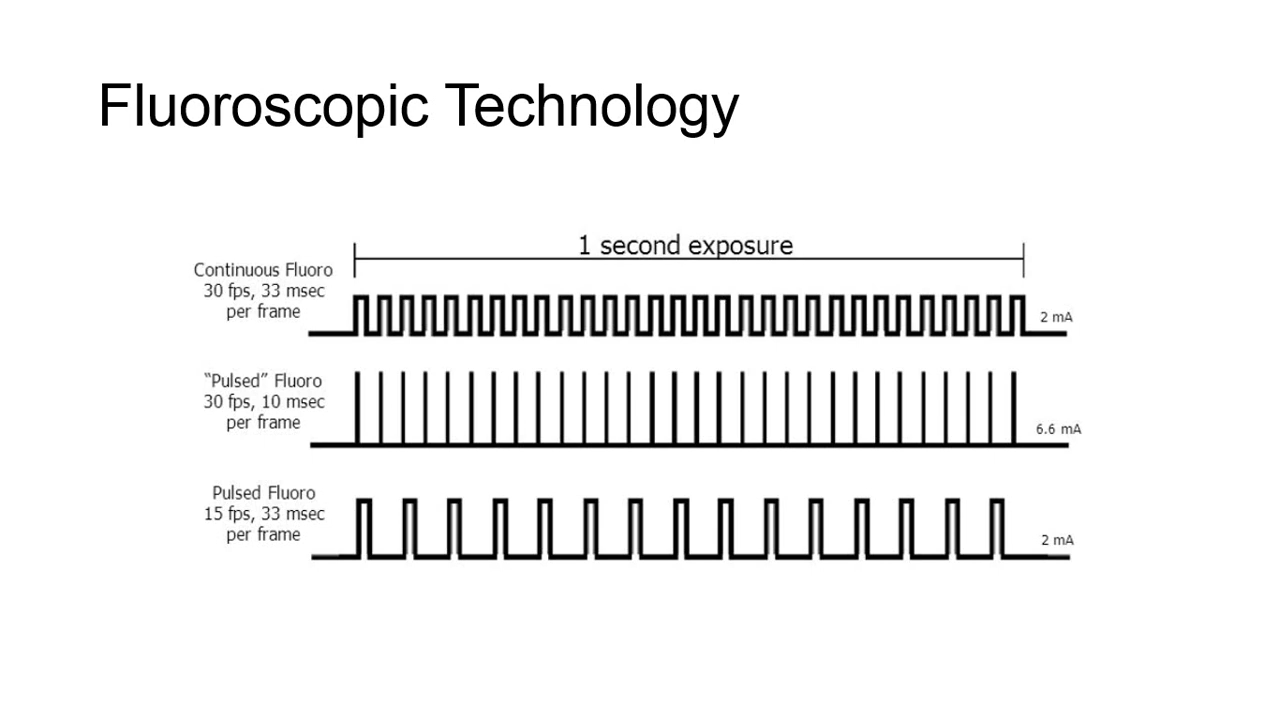 Fluoroscopic Technology
1 second exposure
Continuous Fluoro
30 fps, 33 msec
per frame
2 mA
“Pulsed” Fluoro
30 fps, 10 msec
per frame
6.6 mA
Pulsed Fluoro
15 fps, 33 msec
per frame
2 mA